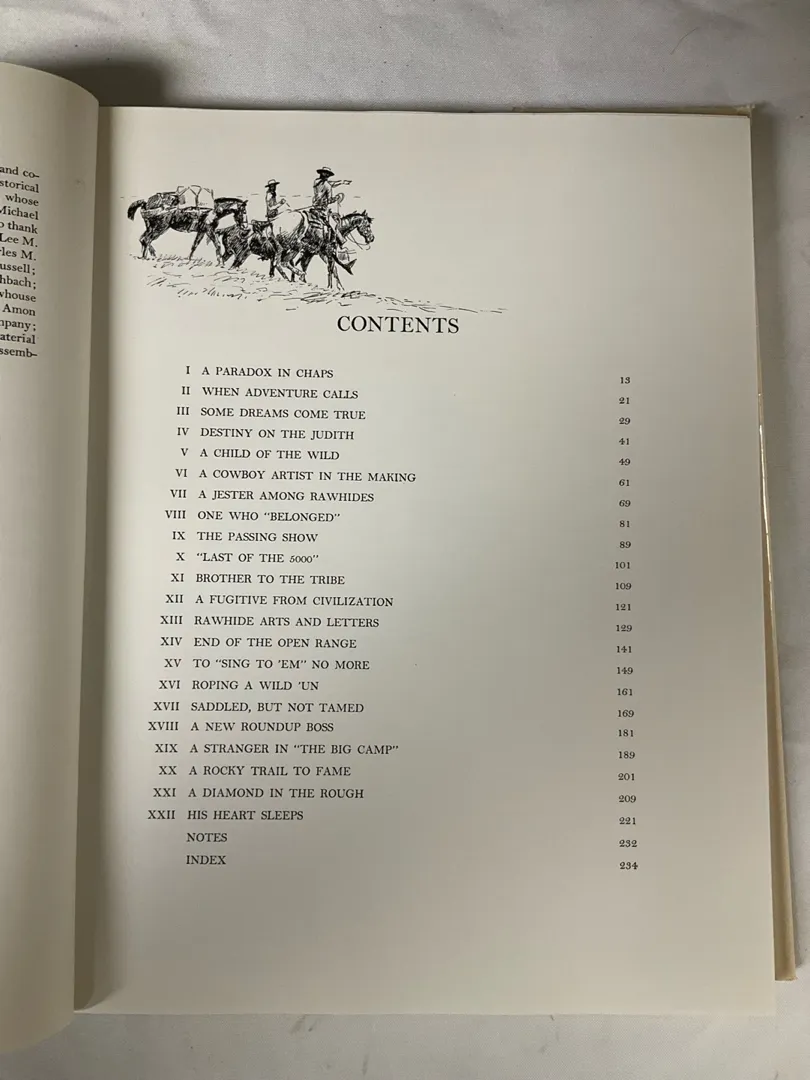 and co-
storical
whose
Michael
thank
Lee M.
les M.
ussell;
hbach;
whouse
Amon
mpany;
aterial
ssemb-
CONTENTS
I A PARADOX IN CHAPS 13
II WHEN ADVENTURE CALLS 21
III SOME DREAMS COME TRUE 29
IV DESTINY ON THE JUDITH 41
V A CHILD OF THE WILD 49
VI A COWBOY ARTIST IN THE MAKING 61
VII A JESTER AMONG RAWHIDES 69
VIII ONE WHO "BELONGED" 81
IX THE PASSING SHOW 89
X "LAST OF THE 5000" 101
XI BROTHER TO THE TRIBE 109
XII A FUGITIVE FROM CIVILIZATION 121
XIII RAWHIDE ARTS AND LETTERS 129
XIV END OF THE OPEN RANGE 141
XV TO "SING TO 'EM" NO MORE 149
XVI ROPING A WILD 'UN 161
XVII SADDLED, BUT NOT TAMED 169
XVIII A NEW ROUNDUP BOSS 181
XIX A STRANGER IN "THE BIG CAMP" 189
XX A ROCKY TRAIL TO FAME 201
XXI A DIAMOND IN THE ROUGH 209
XXII HIS HEART SLEEPS 221
NOTES 232
INDEX 234